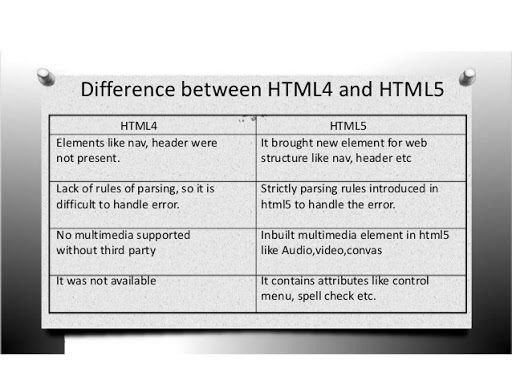 Difference between HTML4 and HTML5
HTML4
HTML5
Elements like nav, header were
not present.
It brought new element for web
structure like nav, header etc
Lack of rules of parsing, so it is
difficult to handle error.
Strictly parsing rules introduced in
html5 to handle the error.
No multimedia supported
without third party
Inbuilt multimedia element in html5
like Audio,video,convas
It was not available
It contains attributes like control
menu, spell check etc.